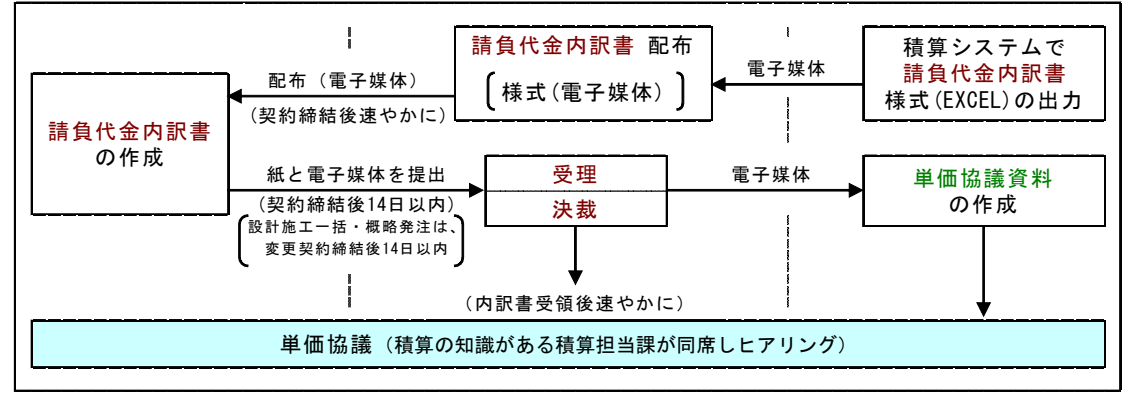 請負代金内訳書 配布
様式(電子媒体)
電子媒体
積算システムで
請負代金内訳書
様式(EXCEL)の出力
配布(電子媒体)
(契約締結後速やかに)
請負代金内訳書
の作成
紙と電子媒体を提出
(契約締結後14日以内)
設計施工一括・概略発注は、
変更契約締結後14日以内
受理
決裁
電子媒体
単価協議資料
の作成
(内訳書受領後速やかに)
単価協議(積算の知識がある積算担当課が同席しヒアリング)